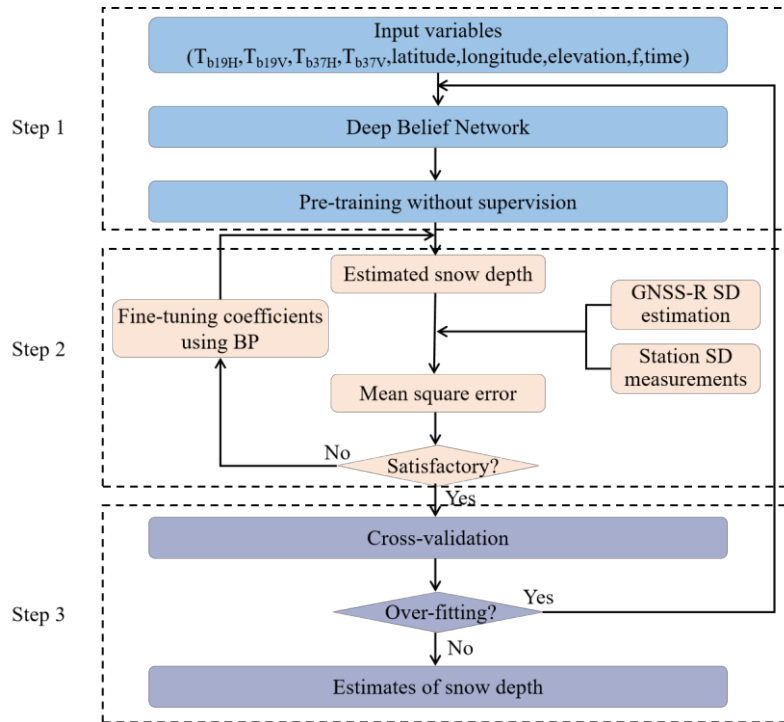 Input variables
(Tb19H,Tb19V,Tb37H,Tb37V,latitude,longitude,elevation,f,time)
Step 1
Deep Belief Network
Pre-training without supervision
Estimated snow depth
GNSS-R SD
estimation
Fine-tuning coefficients
using BP
Step 2
Station SD
measurements
Mean square error
No
Satisfactory?
Yes
Cross-validation
Over-fitting?
Yes
Step 3
No
Estimates of snow depth